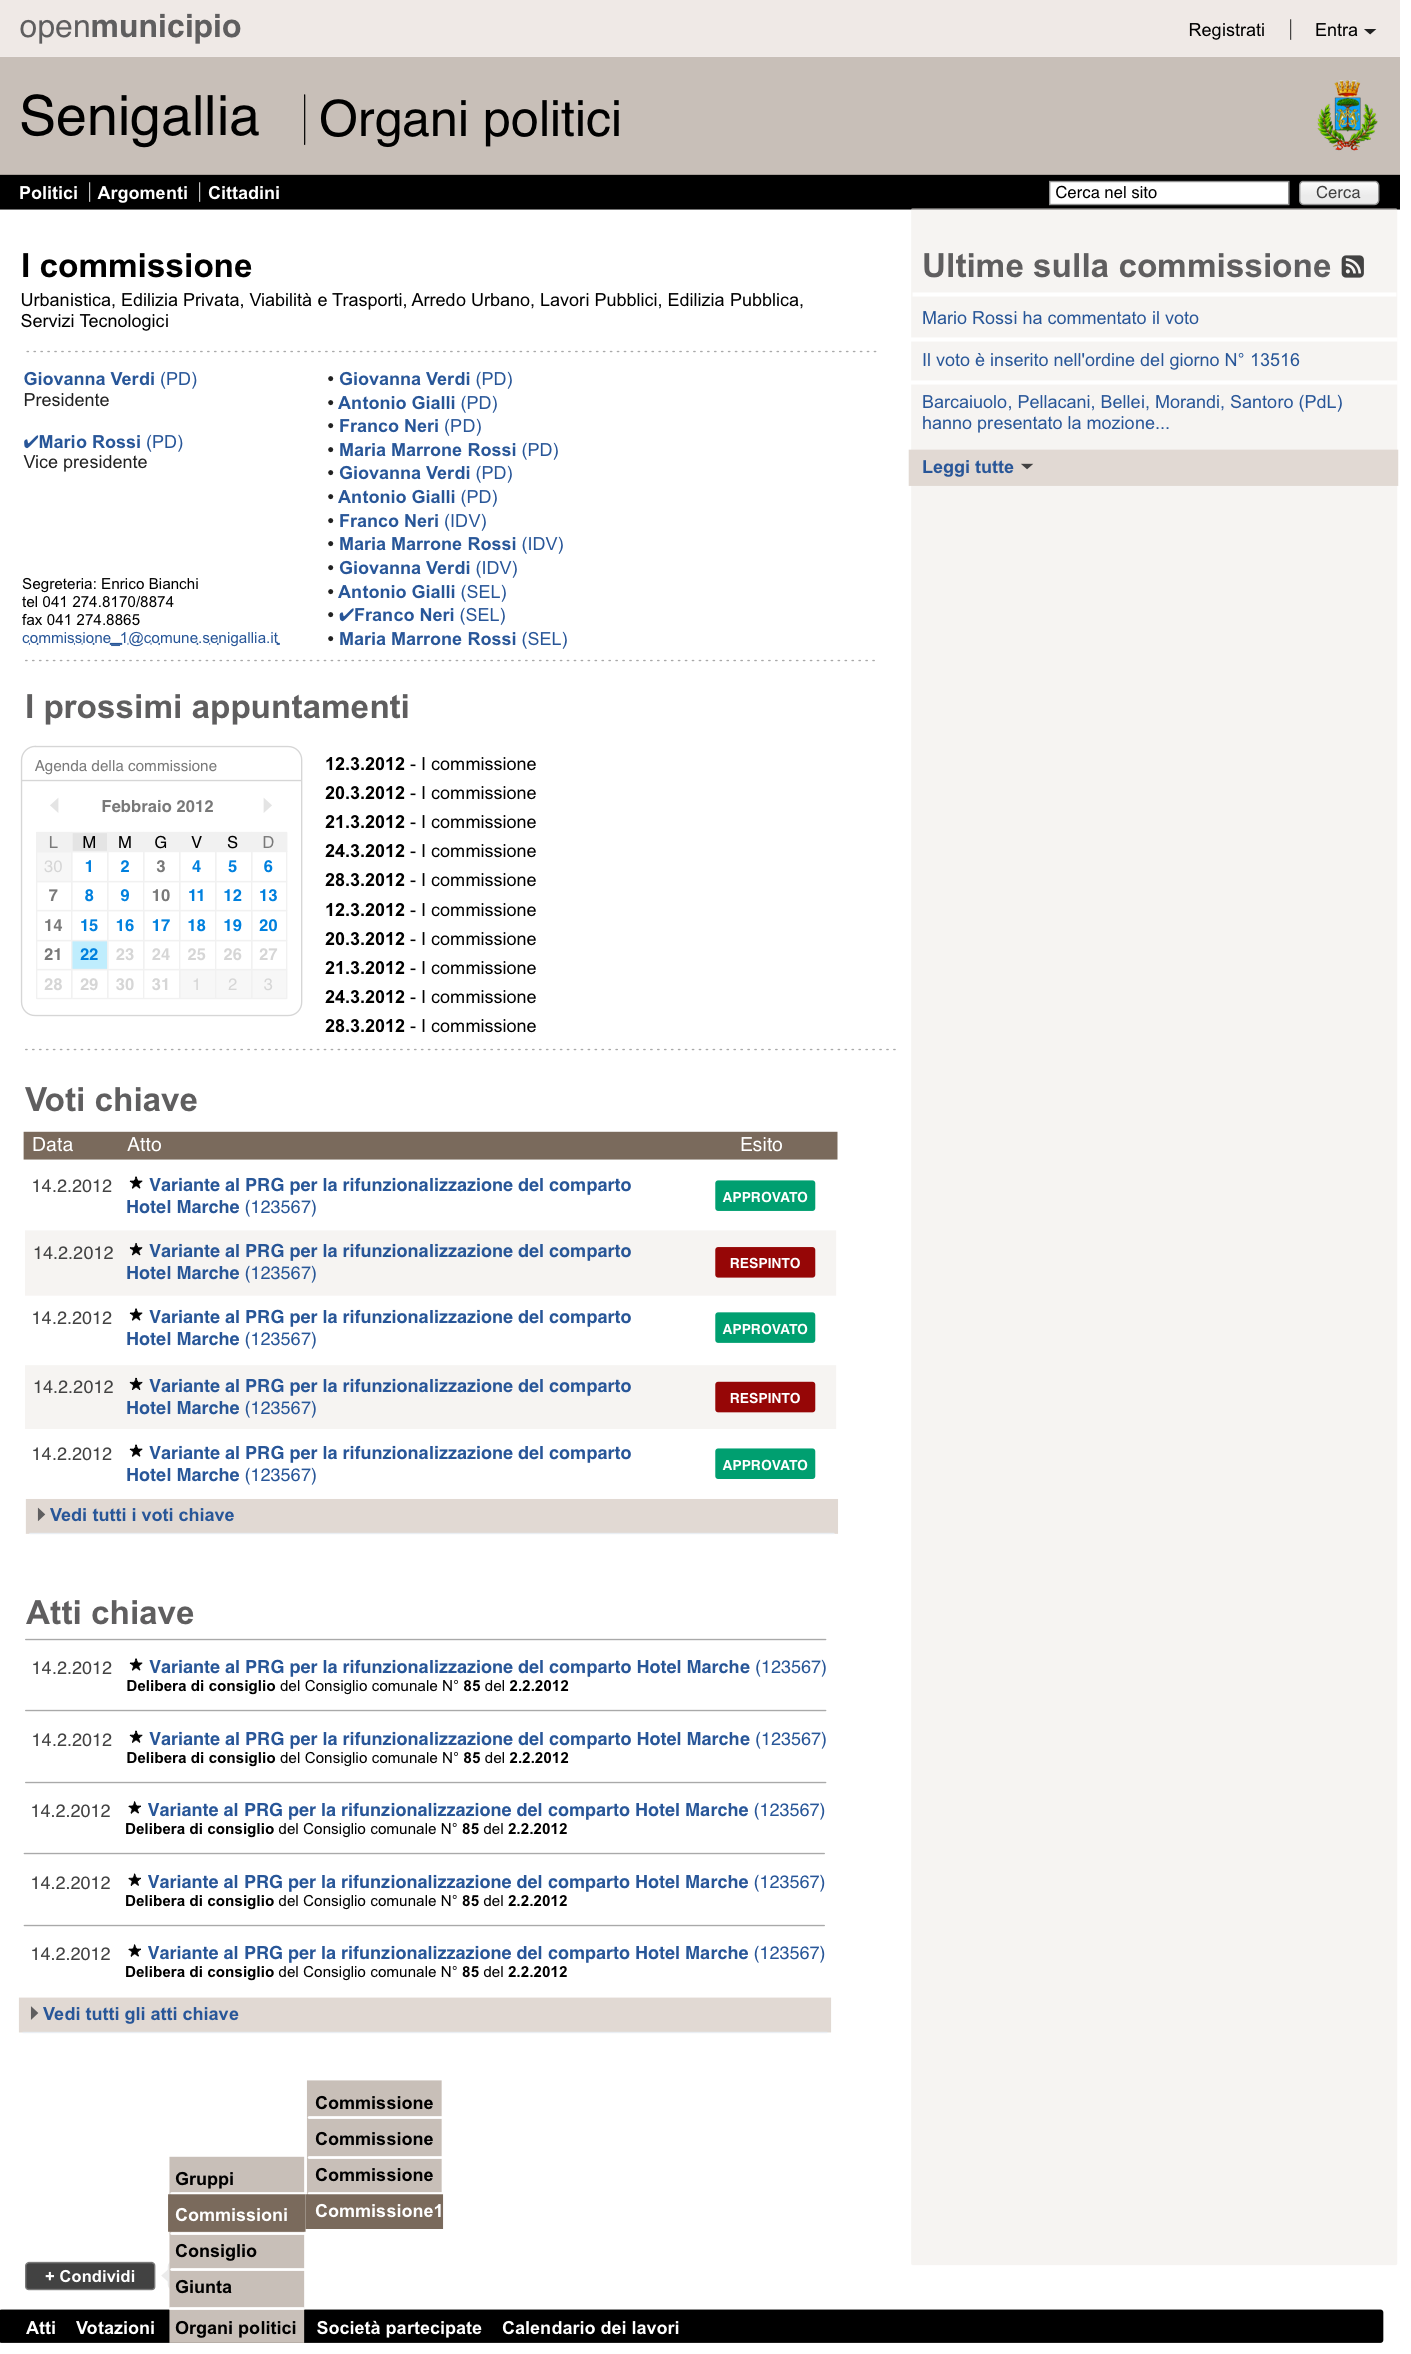 openmunicipio
Registrati
Entra
Senigallia
Organi politici
Politici
Argomenti
Cittadini
Cerca nel sito
Cerca
I commissione
Urbanistica, Edilizia Privata, Viabilità e Trasporti, Arredo Urbano, Lavori Pubblici, Edilizia Pubblica,
Servizi Tecnologici
Giovanna Verdi (PD)
Presidente
✔Mario Rossi (PD)
Vice presidente
Segreteria: Enrico Bianchi
tel 041 274.8170/8874
fax 041 274.8865
commissione_1@comune.senigallia.it
• Giovanna Verdi (PD)
• Antonio Gialli (PD)
• Franco Neri (PD)
• Maria Marrone Rossi (PD)
• Giovanna Verdi (PD)
• Antonio Gialli (PD)
• Franco Neri (IDV)
• Maria Marrone Rossi (IDV)
• Giovanna Verdi (IDV)
• Antonio Gialli (SEL)
• ✔Franco Neri (SEL)
• Maria Marrone Rossi (SEL)
Ultime sulla commissione
Mario Rossi ha commentato il voto
Il voto è inserito nell'ordine del giorno N° 13516
Barcaiuolo, Pellacani, Bellei, Morandi, Santoro (PdL)
hanno presentato la mozione...
Leggi tutte
I prossimi appuntamenti
Agenda della commissione
Febbraio 2012
L M M G V S D
30 1 2 3 4 5 6
7 8 9 10 11 12 13
14 15 16 17 18 19 20
21 22 23 24 25 26 27
28 29 30 31 1 2 3
12.3.2012 - I commissione
20.3.2012 - I commissione
21.3.2012 - I commissione
24.3.2012 - I commissione
28.3.2012 - I commissione
12.3.2012 - I commissione
20.3.2012 - I commissione
21.3.2012 - I commissione
24.3.2012 - I commissione
28.3.2012 - I commissione
Voti chiave
Data Atto Esito
14.2.2012 ★ Variante al PRG per la rifunzionalizzazione del comparto
Hotel Marche (123567)
APPROVATO
14.2.2012 ★ Variante al PRG per la rifunzionalizzazione del comparto
Hotel Marche (123567)
RESPINTO
14.2.2012 ★ Variante al PRG per la rifunzionalizzazione del comparto
Hotel Marche (123567)
APPROVATO
14.2.2012 ★ Variante al PRG per la rifunzionalizzazione del comparto
Hotel Marche (123567)
RESPINTO
14.2.2012 ★ Variante al PRG per la rifunzionalizzazione del comparto
Hotel Marche (123567)
APPROVATO
Vedi tutti i voti chiave
Atti chiave
14.2.2012 ★ Variante al PRG per la rifunzionalizzazione del comparto Hotel Marche (123567)
Delibera di consiglio del Consiglio comunale N° 85 del 2.2.2012
14.2.2012 ★ Variante al PRG per la rifunzionalizzazione del comparto Hotel Marche (123567)
Delibera di consiglio del Consiglio comunale N° 85 del 2.2.2012
14.2.2012 ★ Variante al PRG per la rifunzionalizzazione del comparto Hotel Marche (123567)
Delibera di consiglio del Consiglio comunale N° 85 del 2.2.2012
14.2.2012 ★ Variante al PRG per la rifunzionalizzazione del comparto Hotel Marche (123567)
Delibera di consiglio del Consiglio comunale N° 85 del 2.2.2012
14.2.2012 ★ Variante al PRG per la rifunzionalizzazione del comparto Hotel Marche (123567)
Delibera di consiglio del Consiglio comunale N° 85 del 2.2.2012
Vedi tutti gli atti chiave
Commissione
Commissione
Commissione
Commissione1
Gruppi
Commissioni
Consiglio
Giunta
+ Condividi
Atti Votazioni Organi politici Società partecipate Calendario dei lavori